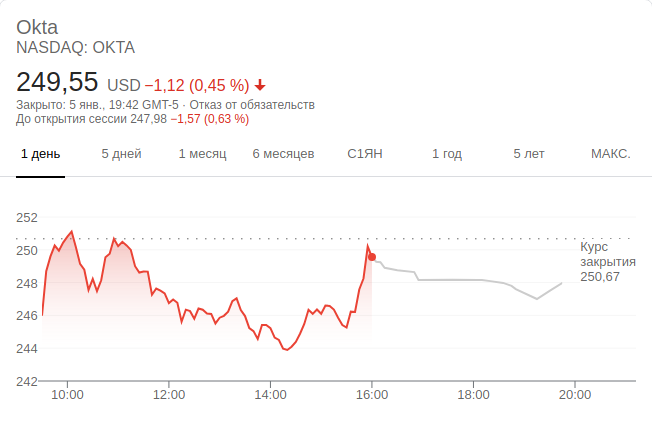 Okta
NASDAQ: OKTA
249,55 USD −1,12 (0,45 %)
Закрыто: 5 янв., 19:42 GMT-5 · Отказ от обязательств
До открытия сессии 247,98 −1,57 (0,63 %)
1 день 5 дней 1 месяц 6 месяцев С1ЯН 1 год 5 лет МАКС.
252
250
248
246
244
242
Курс
закрытия
250,67
10:00 12:00 14:00 16:00 18:00 20:00